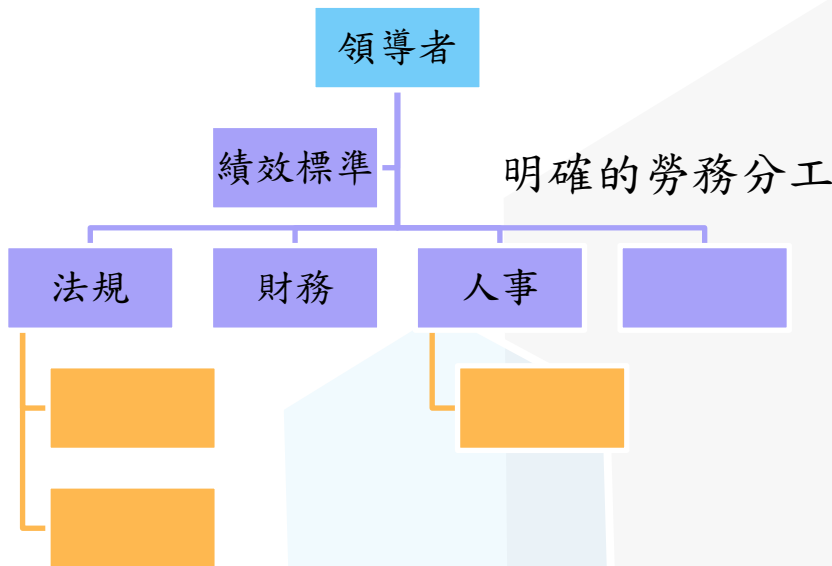 領導者
績效標準
明確的勞務分工
法規
財務
人事